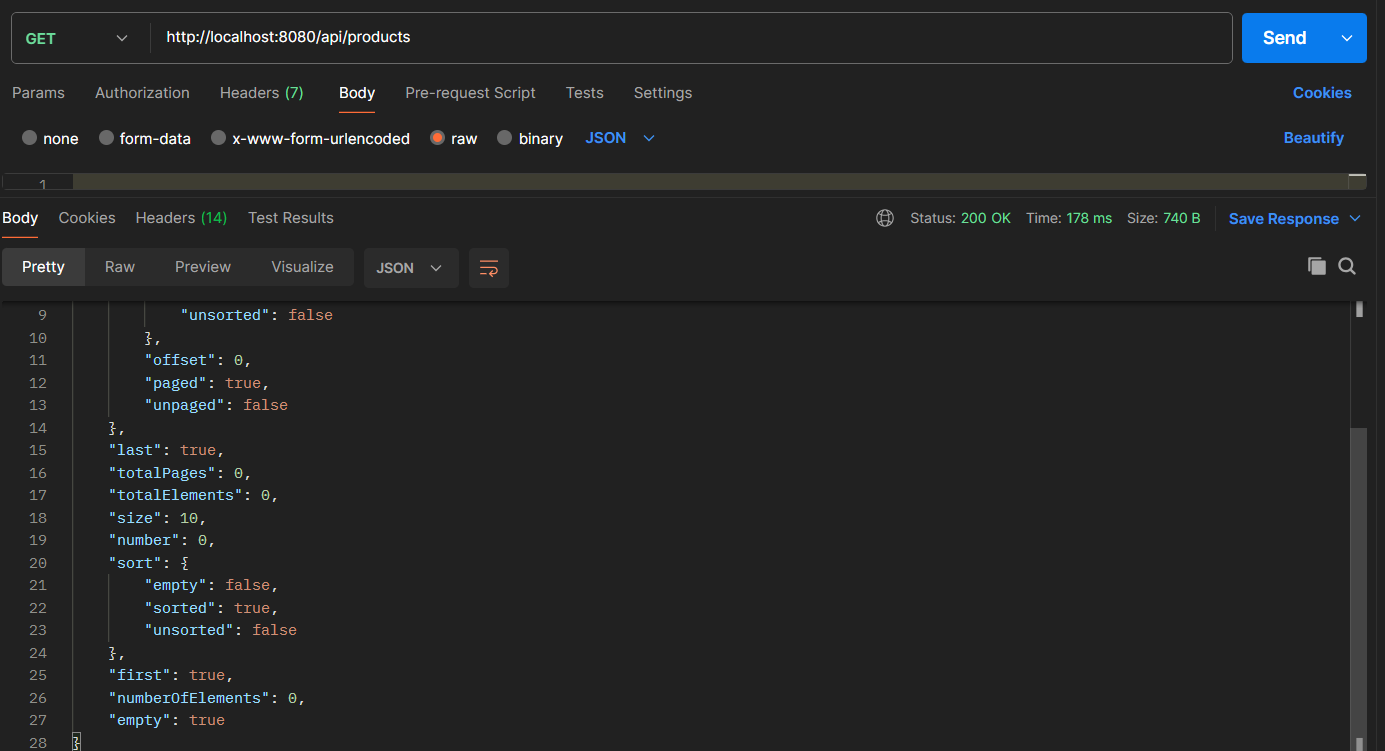 GET http://localhost:8080/api/products Send
Params Authorization Headers (7) Body Pre-request Script Tests Settings Cookies
none form-data x-www-form-urlencoded raw binary JSON Beautify
1
Body Cookies Headers (14) Test Results Status: 200 OK Time: 178 ms Size: 740 B Save Response
Pretty Raw Preview Visualize JSON
9 "unsorted": false
10 },
11 "offset": 0,
12 "paged": true,
13 "unpaged": false
14 },
15 "last": true,
16 "totalPages": 0,
17 "totalElements": 0,
18 "size": 10,
19 "number": 0,
20 "sort": {
21 "empty": false,
22 "sorted": true,
23 "unsorted": false
24 },
25 "first": true,
26 "numberOfElements": 0,
27 "empty": true
28 }